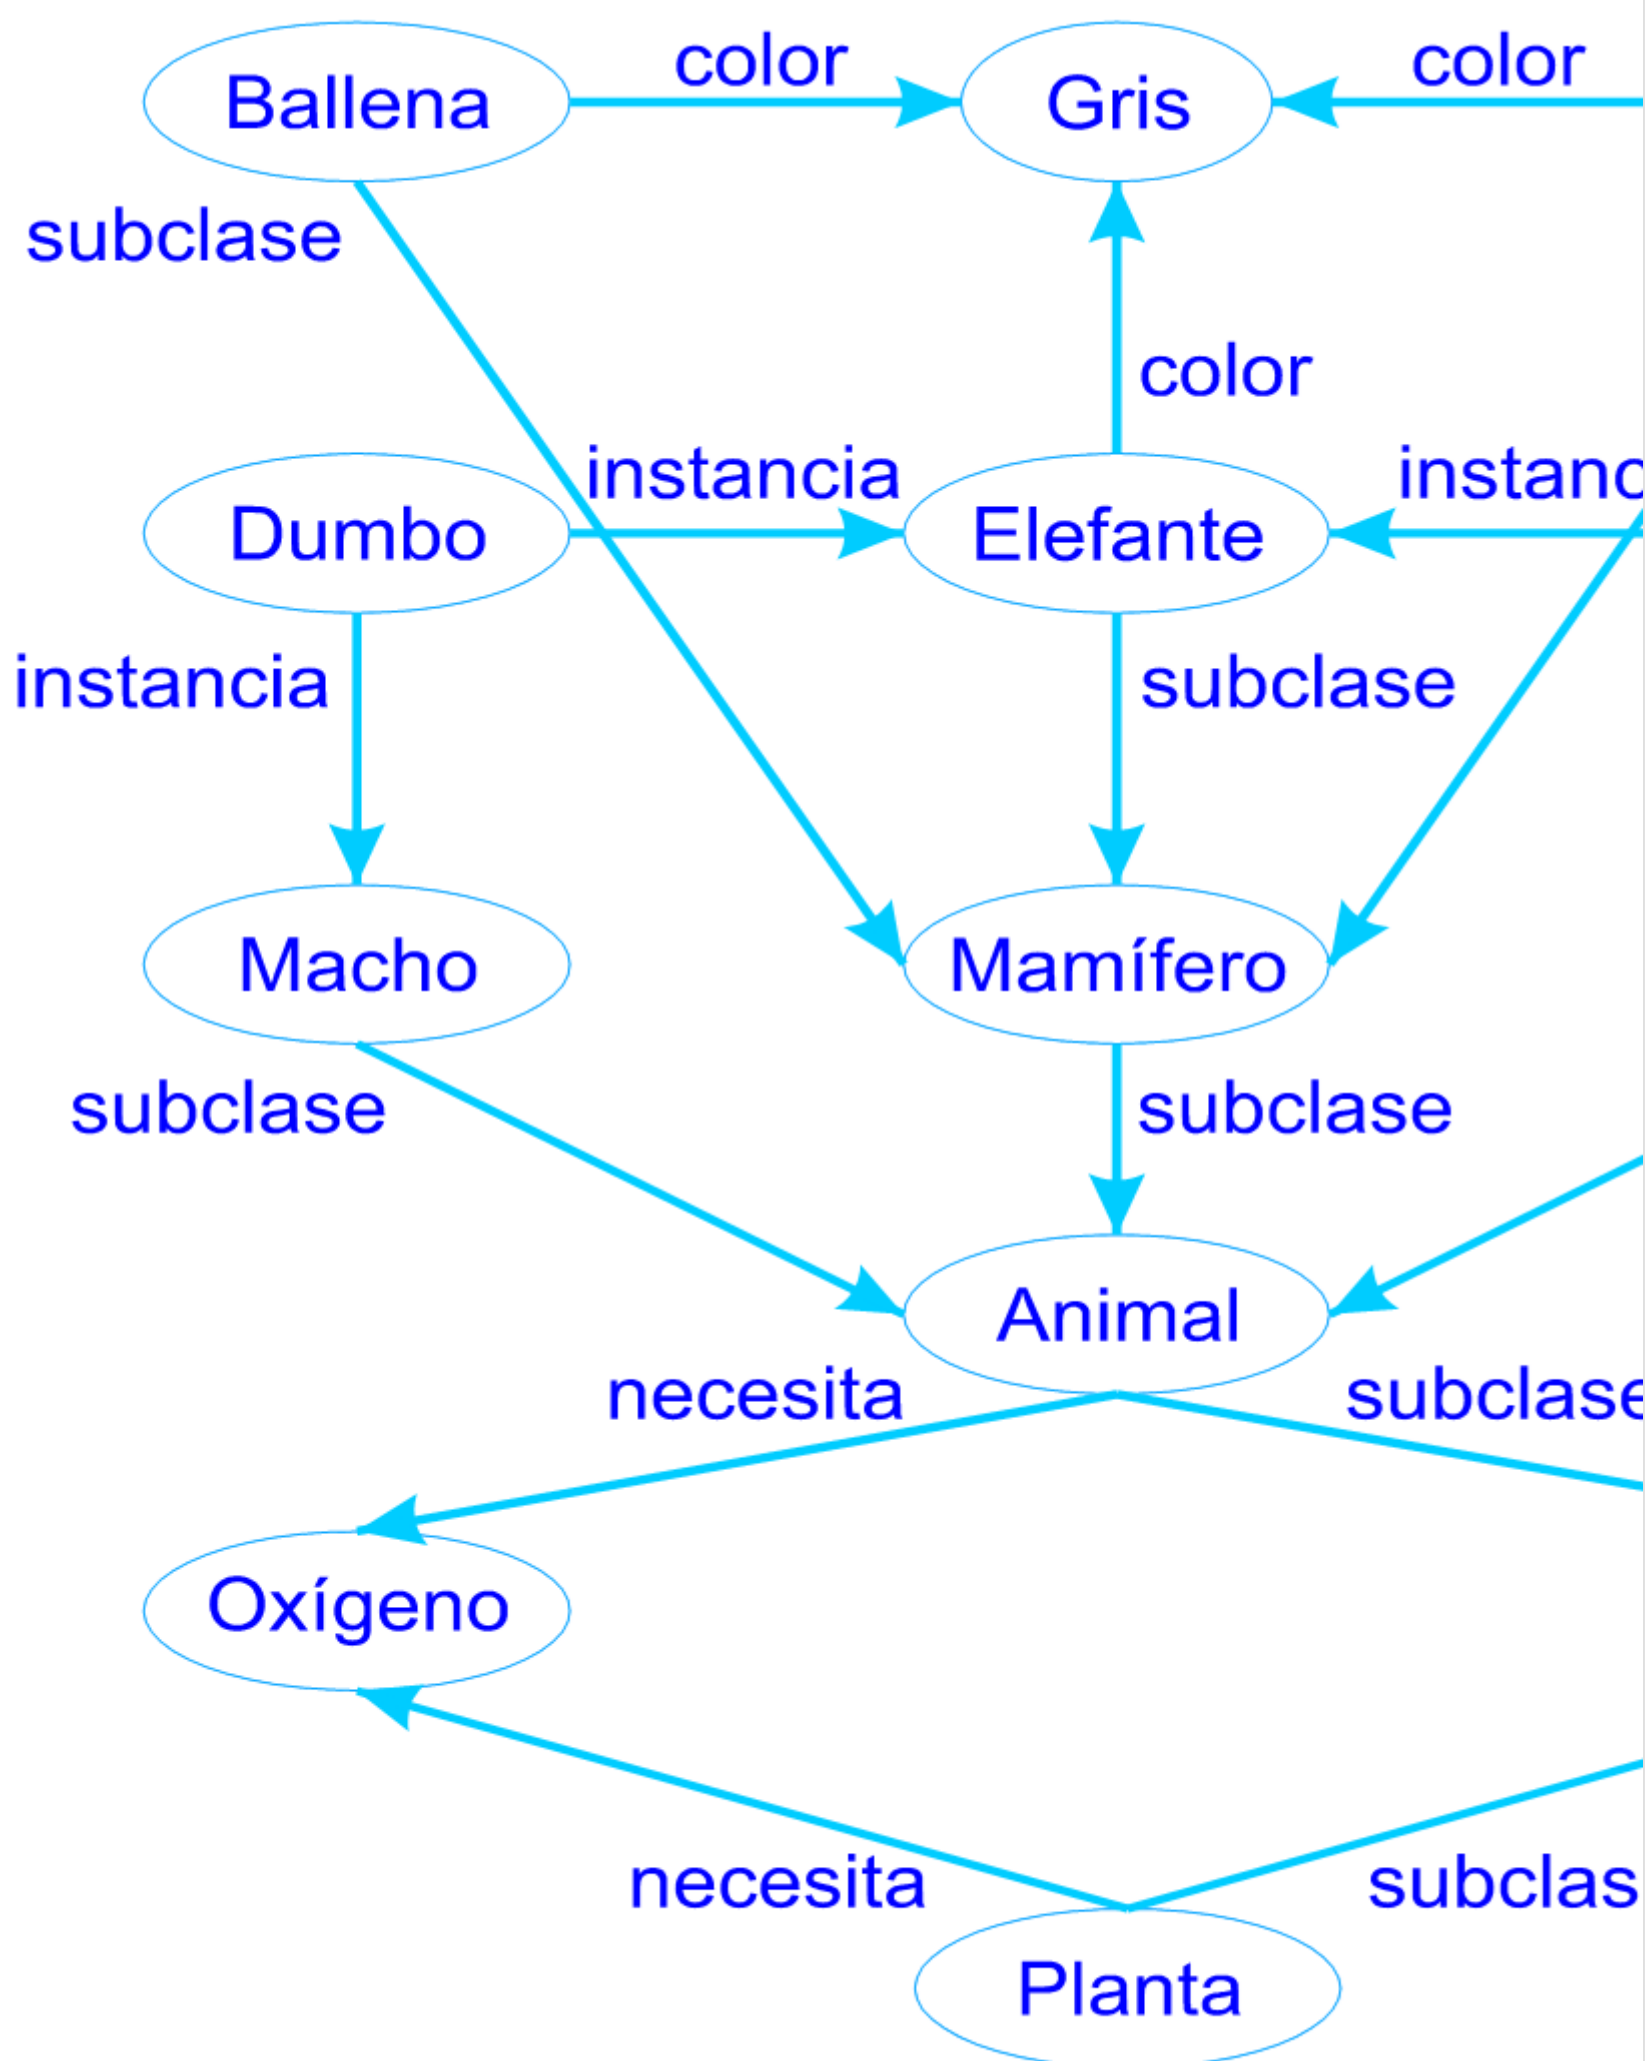 color
color
Ballena
Gris
subclase
color
instancia
instanc
Dumbo
Elefante
instancia
subclase
Macho
Mamífero
subclase
subclase
Animal
necesita
subclase
Oxígeno
necesita
subclas
Planta